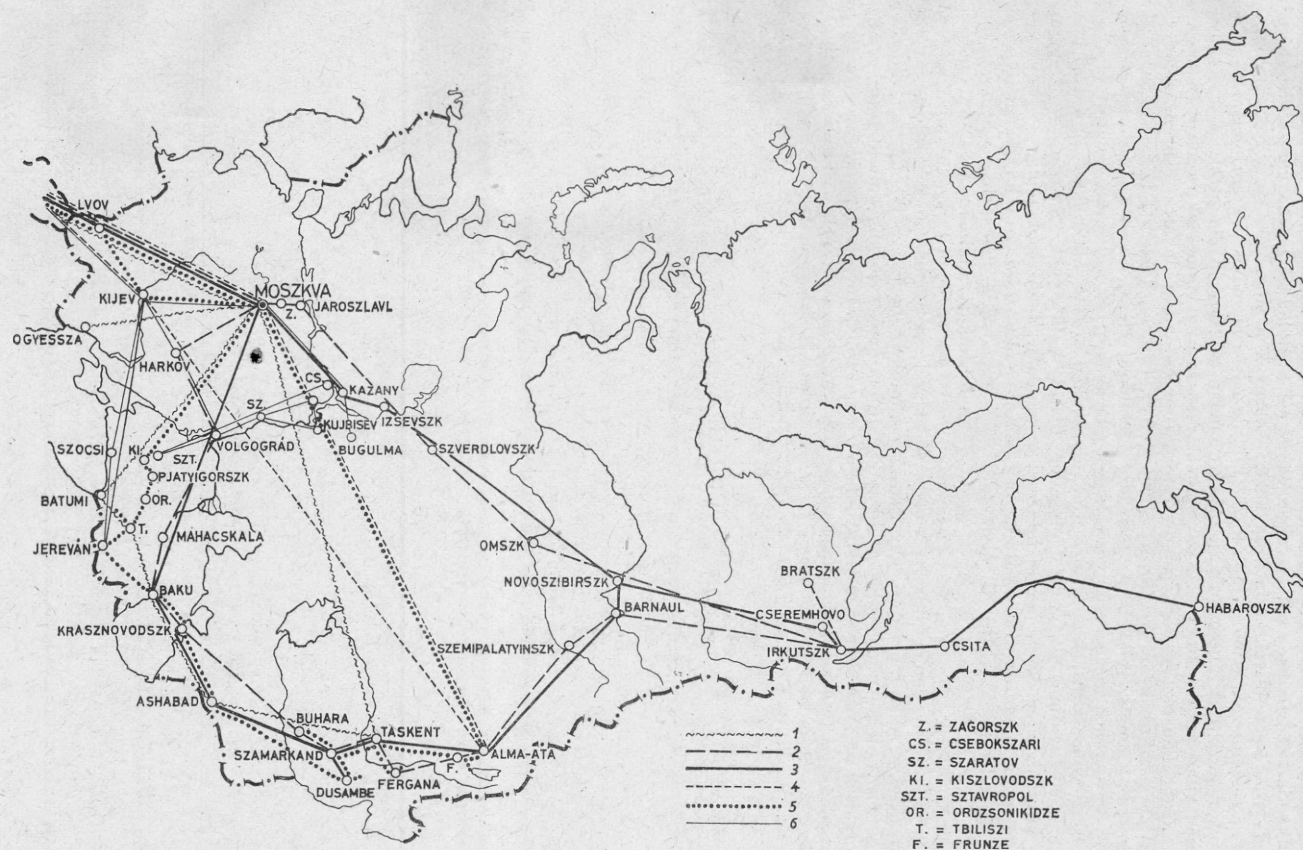 LVOV
KIJEV
MOSZKVA
Z.
JAROSZLAVL
OGYESSZA
HARKOV
CS.
KAZANY
SZ.
IZSEVSZK
KUJBISEV
SZOCSI
KI.
VOLGOGRÁD
BUGULMA
SZVERDLOVSZK
SZT.
PJATYIGORSZK
BATUMI
OR.
T.
MAHACSKALA
JEREVÁN
OMSZK
NOVOSZIBIRSZK
BRATSZK
BAKU
BARNAUL
CSEREMHOVO
HABAROVSZK
KRASZNOVODSZK
SZEMIPALATYINSZK
IRKUTSZK
CSITA
ASHABAD
BUHARA
TASKENT
SZAMARKAND
F.
ALMA-ATA
DUSAMBE
FERGANA
1
2
3
4
5
6
Z. = ZAGORSZK
CS. = CSEBOKSZARI
SZ. = SZARATOV
KI. = KISZLOVODSZK
SZT. = SZTAVROPOL
OR. = ORDZSONIKIDZE
T. = TBILISZI
F. = FRUNZE